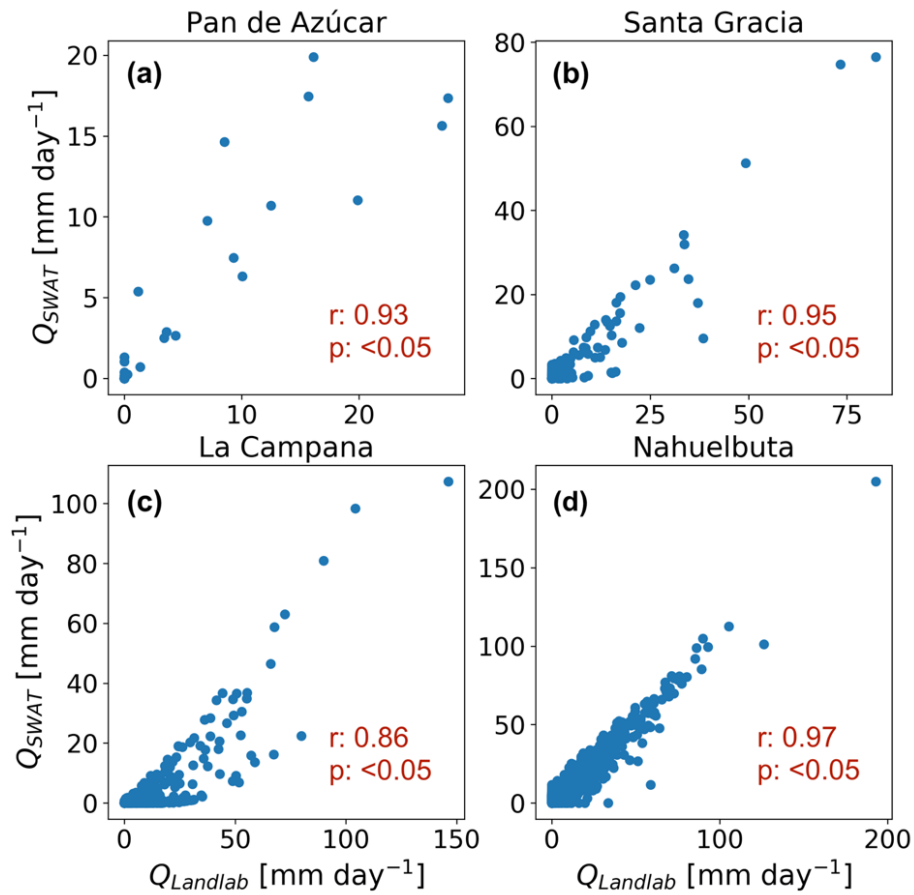 Pan de Azúcar
Santa Gracia
(a)
(b)
20
15
10
5
0
Q_SWAT [mm day⁻¹]
r: 0.93
p: <0.05
0 10 20
80
60
40
20
0
r: 0.95
p: <0.05
0 25 50 75
La Campana
Nahuelbuta
(c)
(d)
100
80
60
40
20
0
Q_SWAT [mm day⁻¹]
r: 0.86
p: <0.05
0 50 100 150
Q_Landlab [mm day⁻¹]
200
150
100
50
0
r: 0.97
p: <0.05
0 100 200
Q_Landlab [mm day⁻¹]